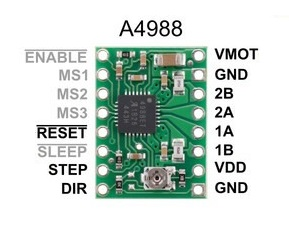 A4988
ENABLE
MS1
MS2
MS3
RESET
SLEEP
STEP
DIR
VMOT
GND
2B
2A
1A
1B
VDD
GND